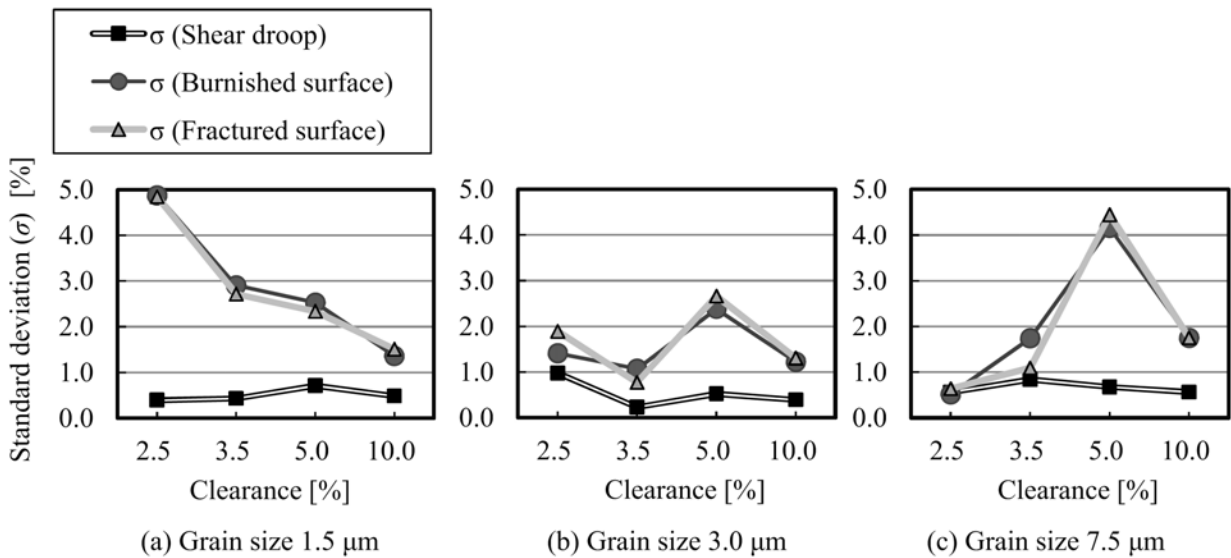 σ (Shear droop)
σ (Burnished surface)
σ (Fractured surface)
Standard deviation (σ) [%]
5.0
4.0
3.0
2.0
1.0
0.0
2.5 3.5 5.0 10.0
Clearance [%]
(a) Grain size 1.5 μm
5.0
4.0
3.0
2.0
1.0
0.0
2.5 3.5 5.0 10.0
Clearance [%]
(b) Grain size 3.0 μm
5.0
4.0
3.0
2.0
1.0
0.0
2.5 3.5 5.0 10.0
Clearance [%]
(c) Grain size 7.5 μm